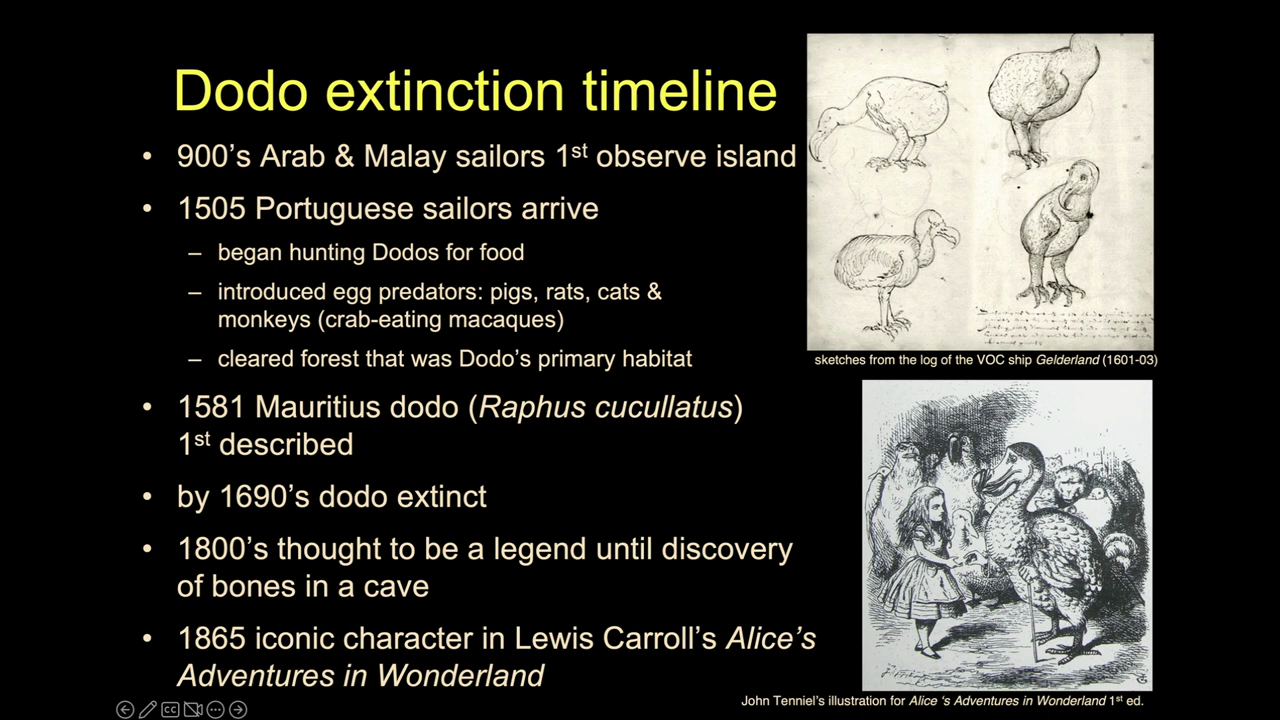 Dodo extinction timeline
• 900's Arab & Malay sailors 1st observe island
• 1505 Portuguese sailors arrive
– began hunting Dodos for food
– introduced egg predators: pigs, rats, cats &
monkeys (crab-eating macaques)
– cleared forest that was Dodo's primary habitat
• 1581 Mauritius dodo (Raphus cucullatus)
1st described
• by 1690's dodo extinct
• 1800's thought to be a legend until discovery
of bones in a cave
• 1865 iconic character in Lewis Carroll's Alice's
Adventures in Wonderland
sketches from the log of the VOC ship Gelderland (1601-03)
John Tenniel's illustration for Alice 's Adventures in Wonderland 1st ed.
CC